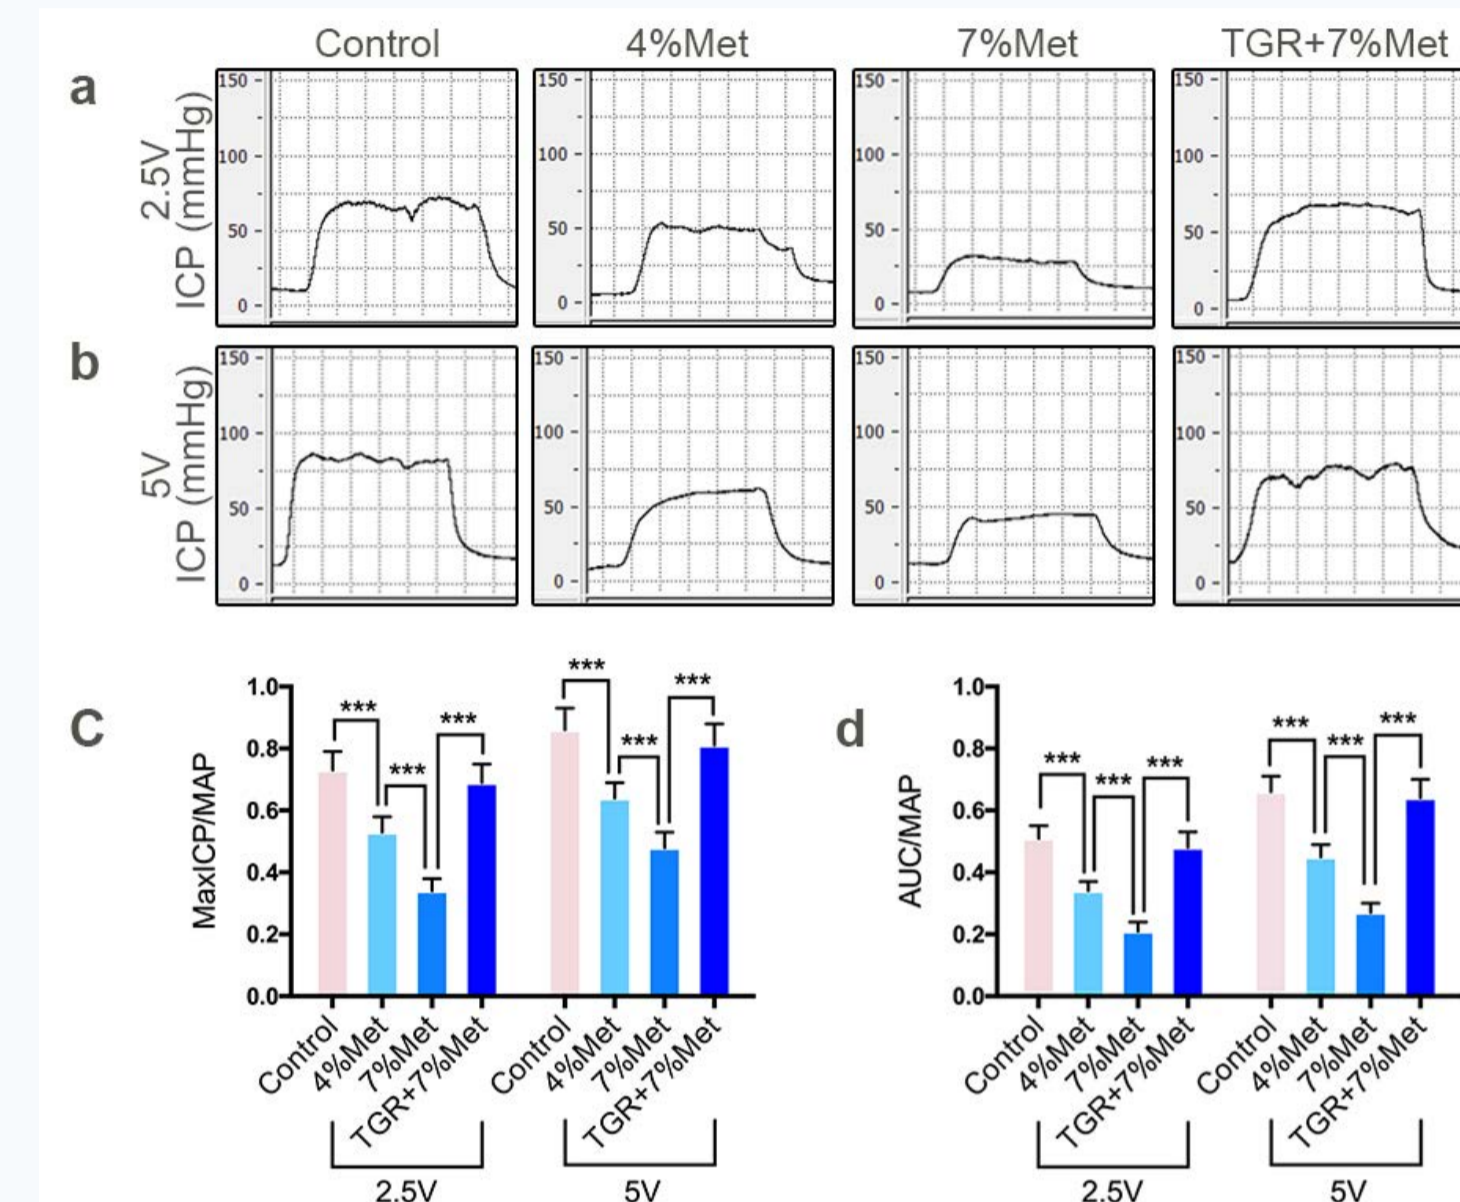 Control 4%Met 7%Met TGR+7%Met
a
2.5V
ICP (mmHg)
150 100 50 0
150 100 50 0
150 100 50 0
150 100 50 0
b
5V
ICP (mmHg)
150 100 50 0
150 100 50 0
150 100 50 0
150 100 50 0
C
MaxICP/MAP
1.0
0.8
0.6
0.4
0.2
0.0
*** *** *** *** *** ***
Control 4%Met 7%Met TGR+7%Met Control 4%Met 7%Met TGR+7%Met
2.5V 5V
d
AUC/MAP
1.0
0.8
0.6
0.4
0.2
0.0
*** *** *** *** *** ***
Control 4%Met 7%Met TGR+7%Met Control 4%Met 7%Met TGR+7%Met
2.5V 5V